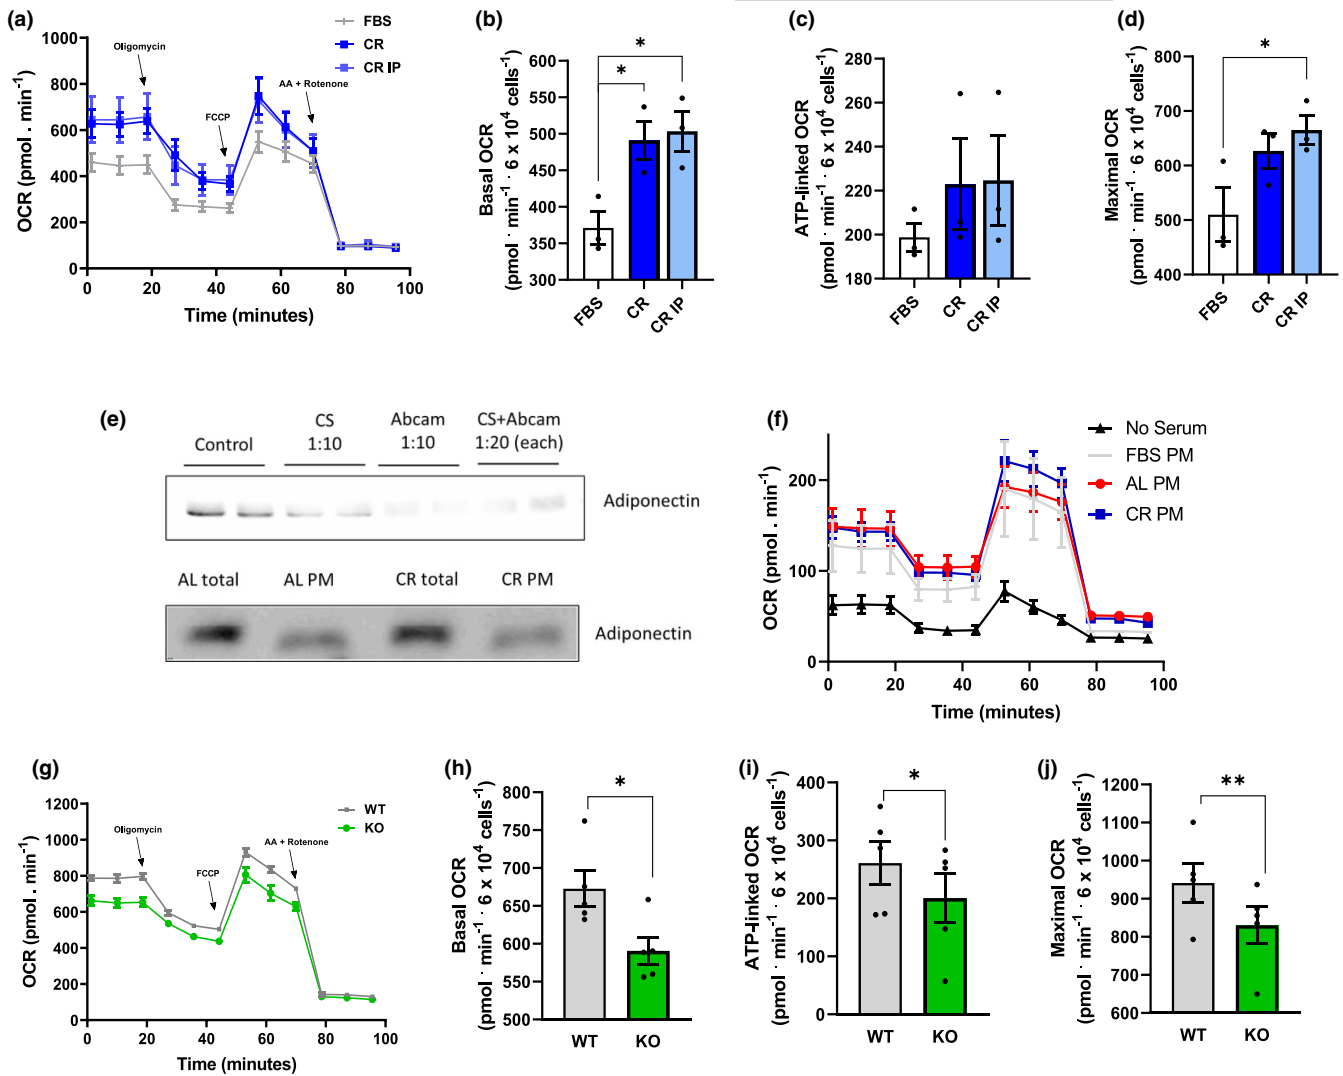 (a)
FBS
CR
CR IP
Oligomycin
FCCP
AA + Rotenone
OCR (pmol . min⁻¹)
1000
800
600
400
200
0
0 20 40 60 80 100
Time (minutes)
(b)
Basal OCR
(pmol · min⁻¹ · 6 x 10⁴ cells⁻¹)
600
550
500
450
400
350
300
*
*
FBS CR CR IP
(c)
ATP-linked OCR
(pmol · min⁻¹ · 6 x 10⁴ cells⁻¹)
280
260
240
220
200
180
FBS CR CR IP
(d)
Maximal OCR
(pmol · min⁻¹ · 6 x 10⁴ cells⁻¹)
800
700
600
500
400
*
FBS CR CR IP
(e)
Control
CS
1:10
Abcam
1:10
CS+Abcam
1:20 (each)
Adiponectin
AL total AL PM CR total CR PM
Adiponectin
(f)
No Serum
FBS PM
AL PM
CR PM
OCR (pmol . min⁻¹)
200
100
0
0 20 40 60 80 100
Time (minutes)
(g)
WT
KO
Oligomycin
FCCP
AA + Rotenone
OCR (pmol . min⁻¹)
1200
1000
800
600
400
200
0
0 20 40 60 80 100
Time (minutes)
(h)
Basal OCR
(pmol · min⁻¹ · 6 x 10⁴ cells⁻¹)
800
750
700
650
600
550
500
*
WT KO
(i)
ATP-linked OCR
(pmol · min⁻¹ · 6 x 10⁴ cells⁻¹)
400
300
200
100
0
*
WT KO
(j)
Maximal OCR
(pmol · min⁻¹ · 6 x 10⁴ cells⁻¹)
1200
1100
1000
900
800
700
600
**
WT KO